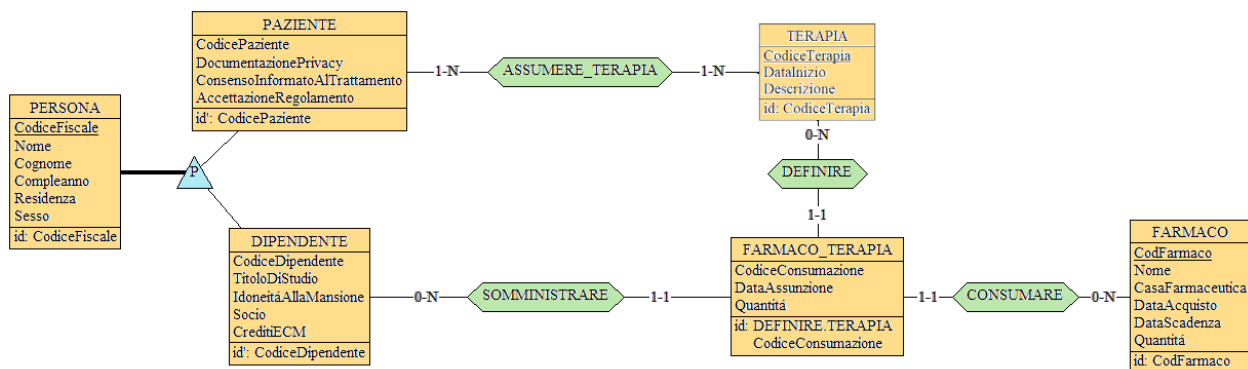 PAZIENTE
CodicePaziente
DocumentazionePrivacy
ConsensoInformatoAlTrattamento
AccettazioneRegolamento
id': CodicePaziente
1-N
ASSUMERE_TERAPIA
1-N
TERAPIA
CodiceTerapia
DataInizio
Descrizione
id: CodiceTerapia
PERSONA
CodiceFiscale
Nome
Cognome
Compleanno
Residenza
Sesso
id: CodiceFiscale
P
0-N
DEFINIRE
1-1
DIPENDENTE
CodiceDipendente
TitoloDiStudio
IdoneitáAllaMansione
Socio
CreditiECM
id': CodiceDipendente
0-N
SOMMINISTRARE
1-1
FARMACO_TERAPIA
CodiceConsumazione
DataAssunzione
Quantitá
id: DEFINIRE.TERAPIA
CodiceConsumazione
1-1
CONSUMARE
0-N
FARMACO
CodFarmaco
Nome
CasaFarmaceutica
DataAcquisto
DataScadenza
Quantitá
id: CodFarmaco